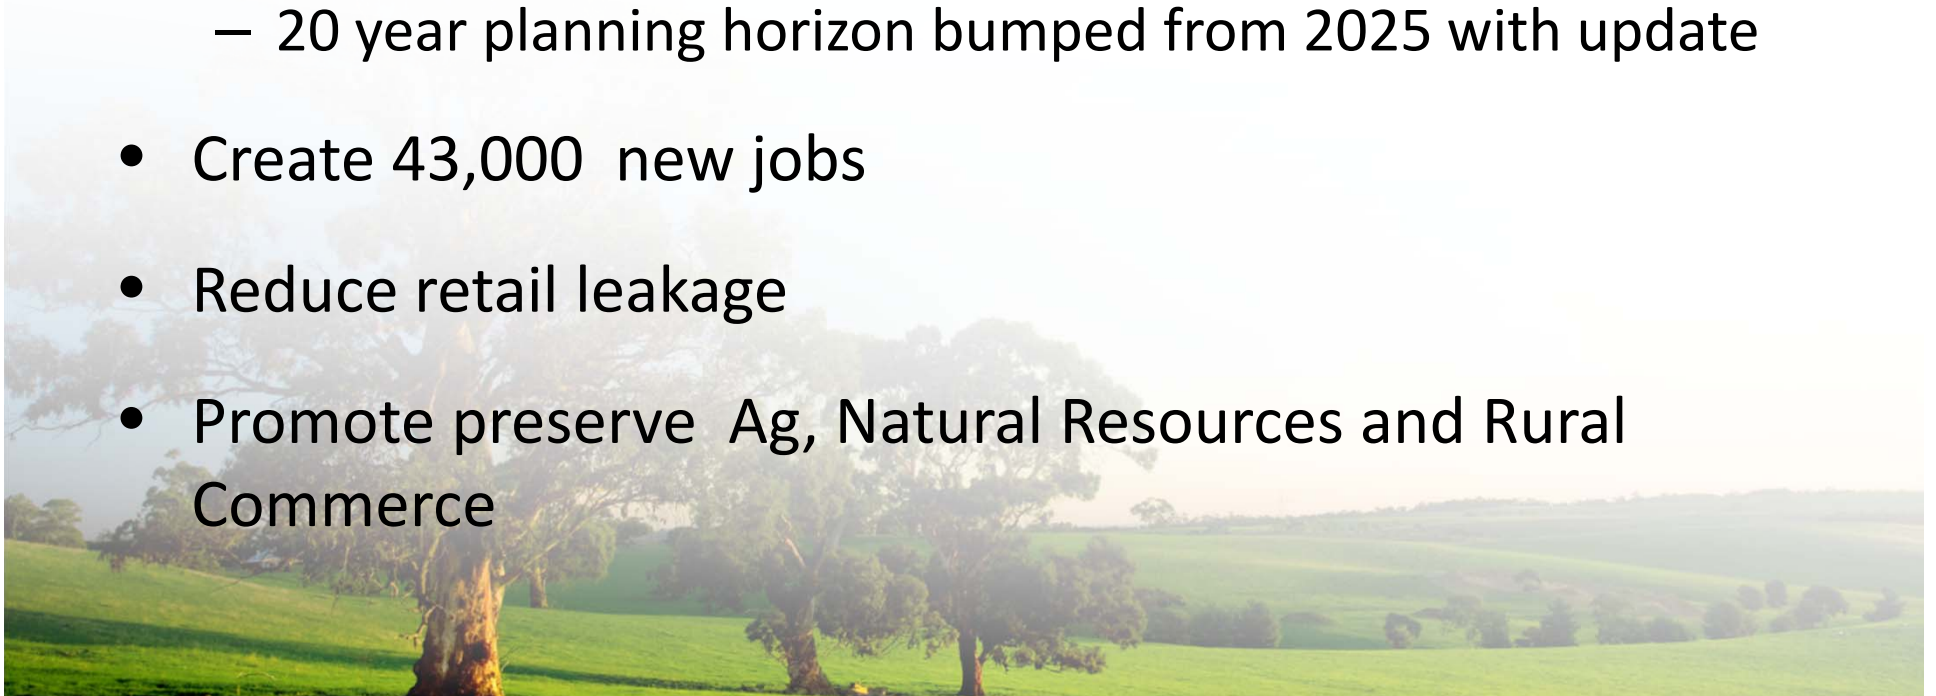 – 20 year planning horizon bumped from 2025 with update
• Create 43,000  new jobs
• Reduce retail leakage
• Promote preserve  Ag, Natural Resources and Rural
Commerce